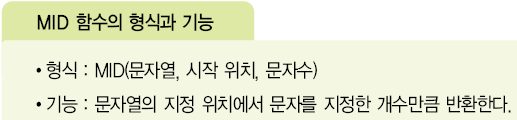 MID 함수의 형식과 기능
• 형식 : MID(문자열, 시작 위치, 문자수)
• 기능 : 문자열의 지정 위치에서 문자를 지정한 개수만큼 반환한다.